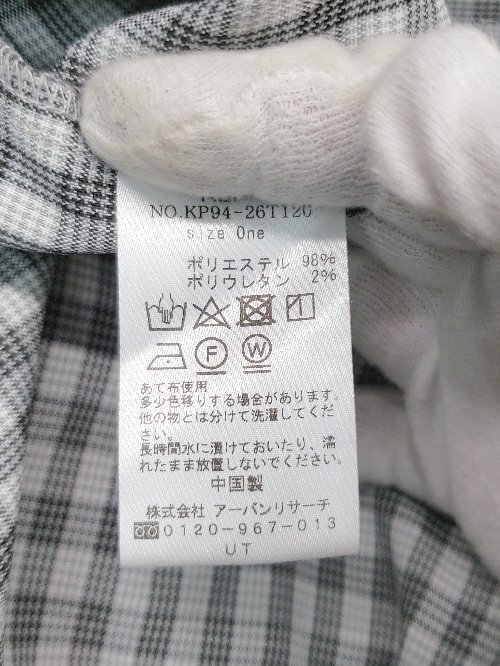 NO.KP94-26T120
size One
ポリエステル 98%
ポリウレタン 2%
F W
あて布使用
多少色移りする場合があります。
他の物とは分けて洗濯してくだ
さい。
長時間水に漬けておいたり、濡
れたまま放置しないでください。
中国製
株式会社 アーバンリサーチ
0120-967-013
UT